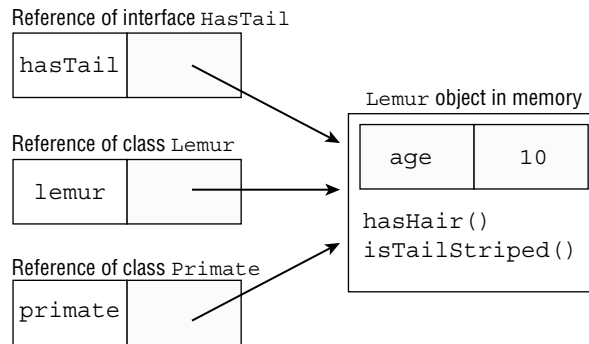 Reference of interface HasTail
hasTail
Reference of class Lemur
lemur
Reference of class Primate
primate
Lemur object in memory
age 10
hasHair()
isTailStriped()